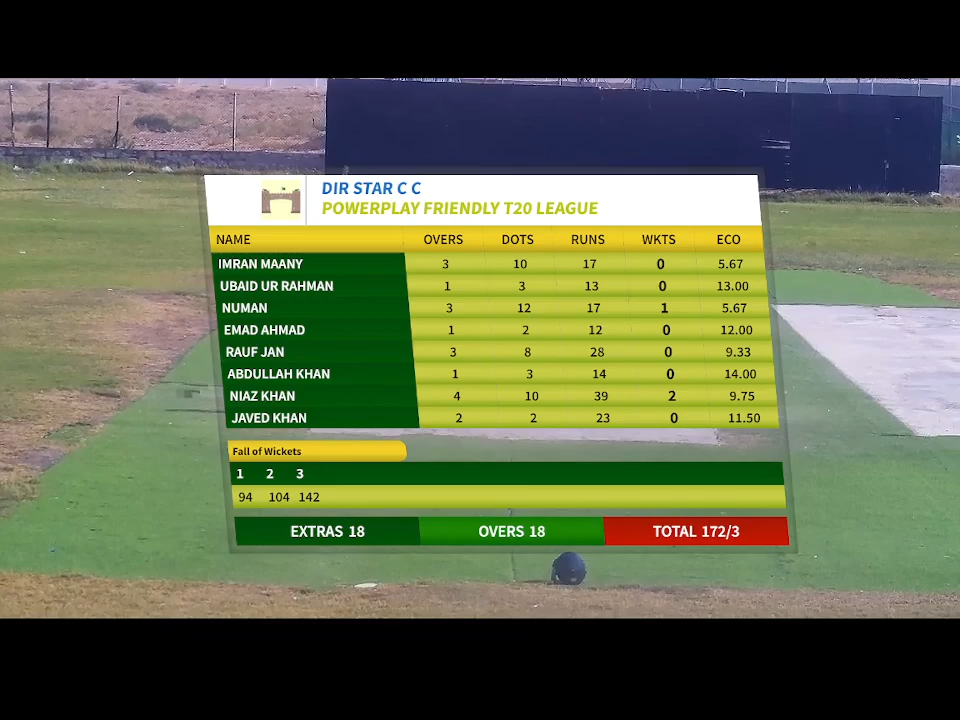 DIR STAR C C
POWERPLAY FRIENDLY T20 LEAGUE
NAME OVERS DOTS RUNS WKTS ECO
IMRAN MAANY 3 10 17 0 5.67
UBAID UR RAHMAN 1 3 13 0 13.00
NUMAN 3 12 17 1 5.67
EMAD AHMAD 1 2 12 0 12.00
RAUF JAN 3 8 28 0 9.33
ABDULLAH KHAN 1 3 14 0 14.00
NIAZ KHAN 4 10 39 2 9.75
JAVED KHAN 2 2 23 0 11.50
Fall of Wickets
1 2 3
94 104 142
EXTRAS 18 OVERS 18 TOTAL 172/3